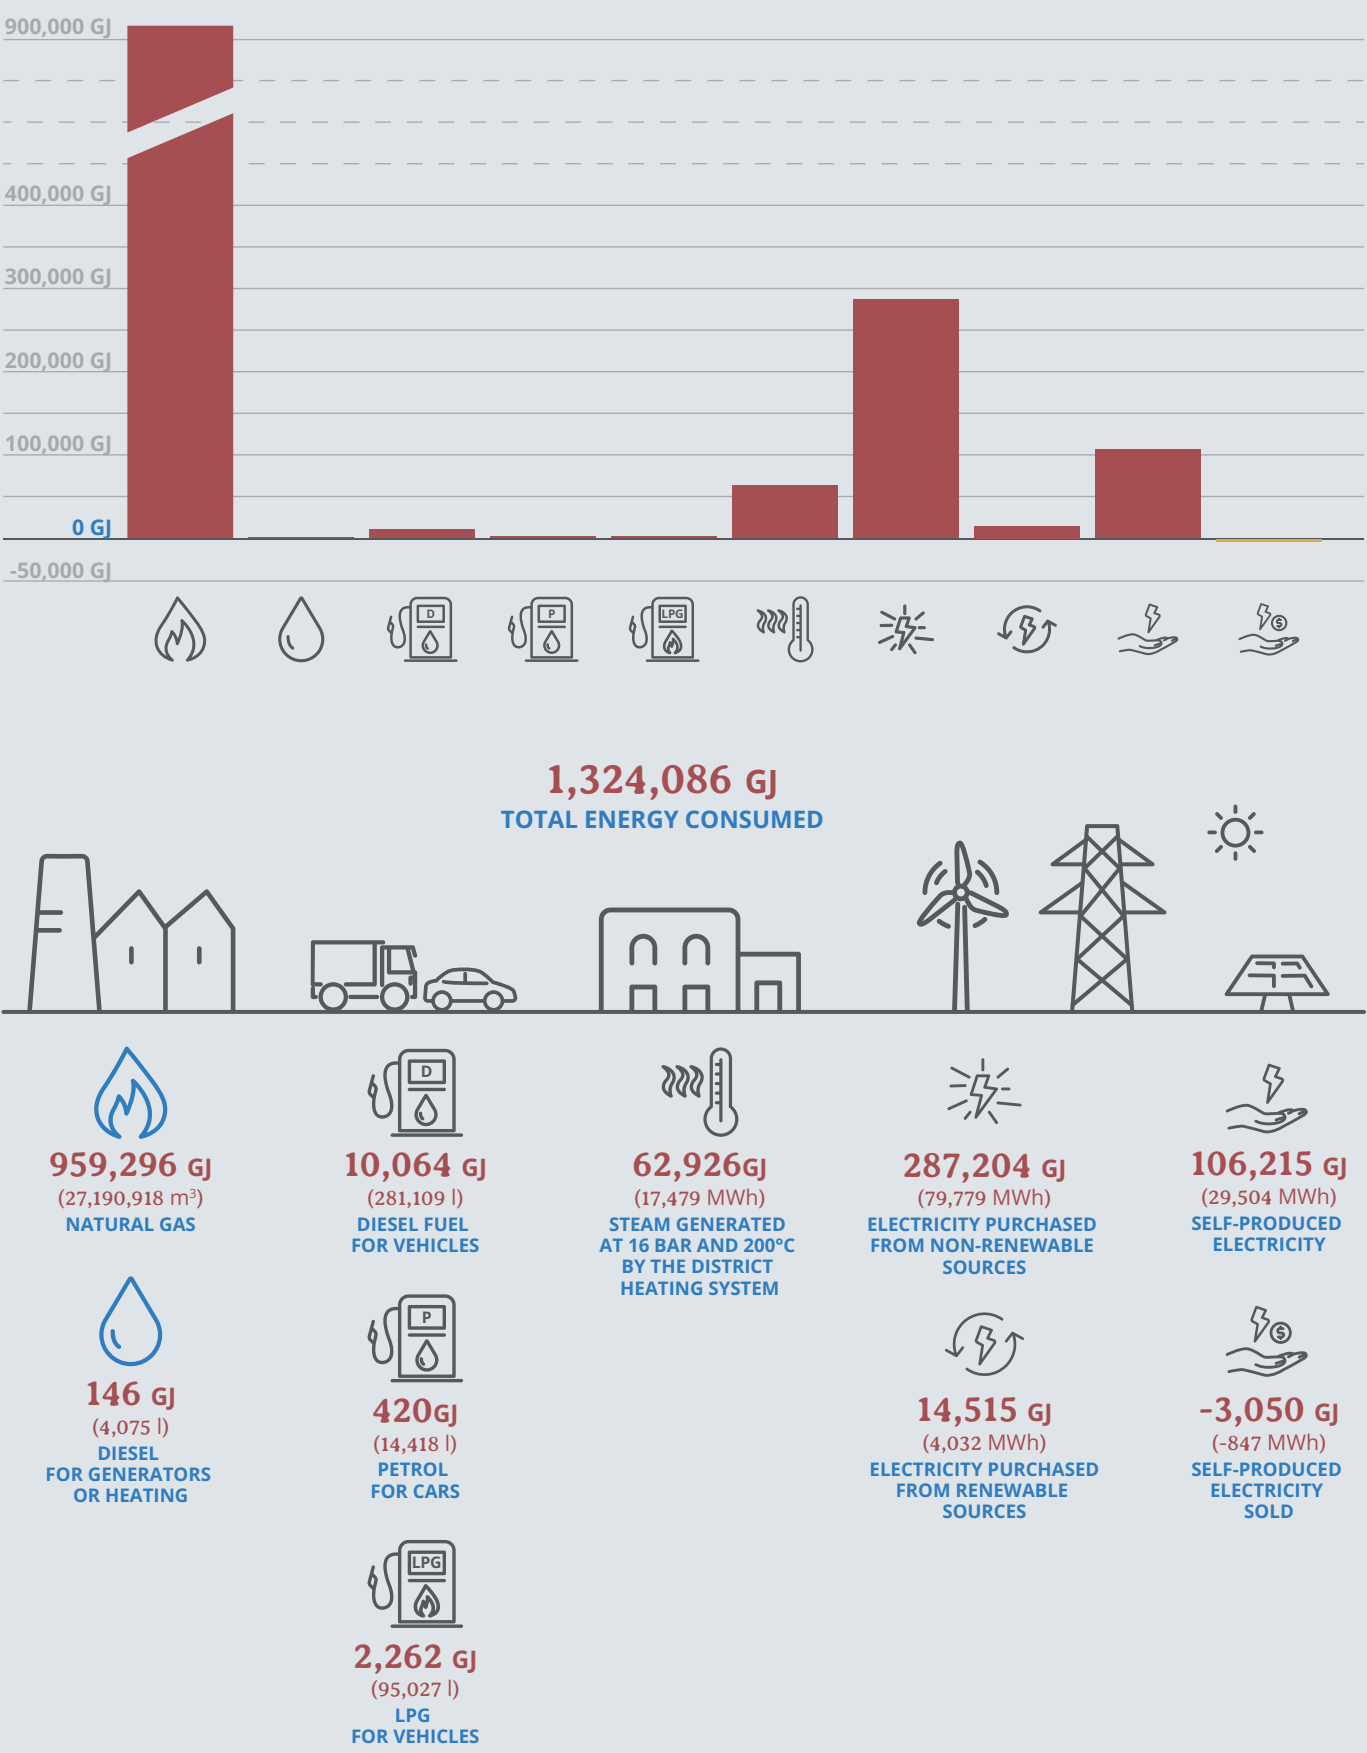 900,000 GJ
400,000 GJ
300,000 GJ
200,000 GJ
100,000 GJ
0 GJ
-50,000 GJ
D
P
LPG
$
1,324,086 GJ
TOTAL ENERGY CONSUMED
D
959,296 GJ
(27,190,918 m³)
NATURAL GAS
10,064 GJ
(281,109 l)
DIESEL FUEL
FOR VEHICLES
62,926GJ
(17,479 MWh)
STEAM GENERATED
AT 16 BAR AND 200°C
BY THE DISTRICT
HEATING SYSTEM
287,204 GJ
(79,779 MWh)
ELECTRICITY PURCHASED
FROM NON-RENEWABLE
SOURCES
106,215 GJ
(29,504 MWh)
SELF-PRODUCED
ELECTRICITY
P
$
146 GJ
(4,075 l)
DIESEL
FOR GENERATORS
OR HEATING
420GJ
(14,418 l)
PETROL
FOR CARS
14,515 GJ
(4,032 MWh)
ELECTRICITY PURCHASED
FROM RENEWABLE
SOURCES
-3,050 GJ
(-847 MWh)
SELF-PRODUCED
ELECTRICITY
SOLD
LPG
2,262 GJ
(95,027 l)
LPG
FOR VEHICLES